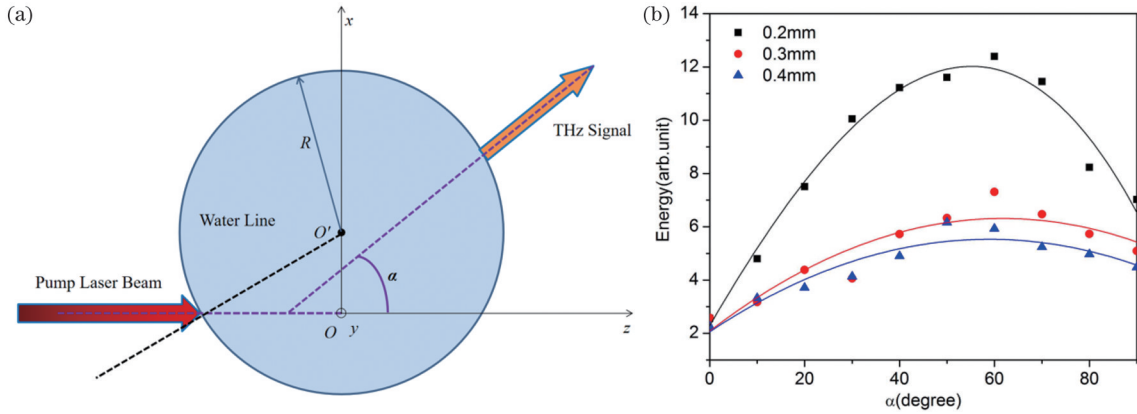 (a)
x
R
THz Signal
Water Line
O′
α
Pump Laser Beam
O
y
z
(b)
14
12
10
8
6
4
2
Energy(arb.unit)
0.2mm
0.3mm
0.4mm
0
20
40
60
80
α(degree)